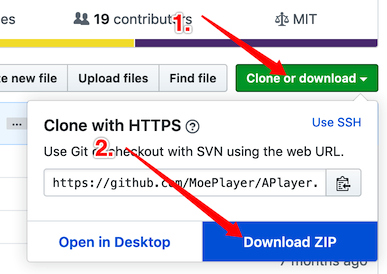 es
19 contributors
MIT
1.
te new file
Upload files
Find file
Clone or download
Clone with HTTPS
Use SSH
Use Git or checkout with SVN using the web URL.
2.
https://github.com/MoePlayer/APlayer.
Open in Desktop
Download ZIP
7 months ago